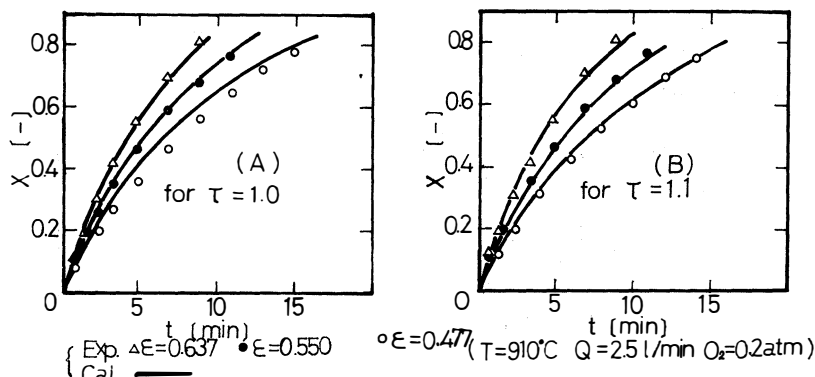 0.8
0.6
0.4
0.2
0
X [-]
(A)
for τ = 1.0
5
10
15
t [min]
0.8
0.6
0.4
0.2
0
X [-]
(B)
for τ = 1.1
5
10
15
t [min]
{ Exp. △ε=0.637 ●ε=0.550 ○ε=0.477 (T=910°C Q=2.5 l/min O₂=0.2atm)
Cal.